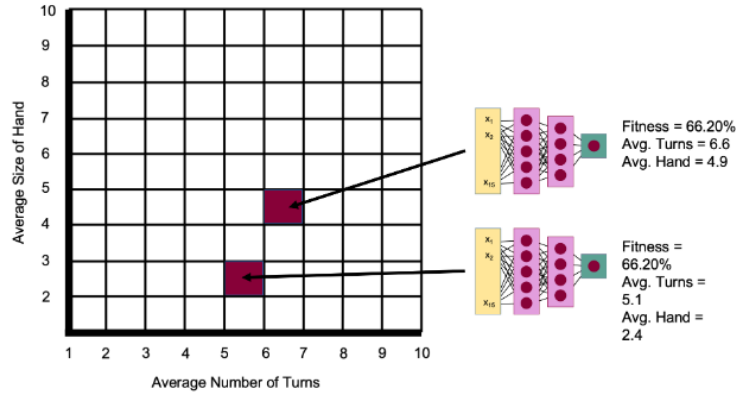 10
9
8
7
6
5
4
3
2
Average Size of Hand
1 2 3 4 5 6 7 8 9 10
Average Number of Turns
x1
x2
x15
Fitness = 66.20%
Avg. Turns = 6.6
Avg. Hand = 4.9
x1
x2
x15
Fitness =
66.20%
Avg. Turns =
5.1
Avg. Hand =
2.4